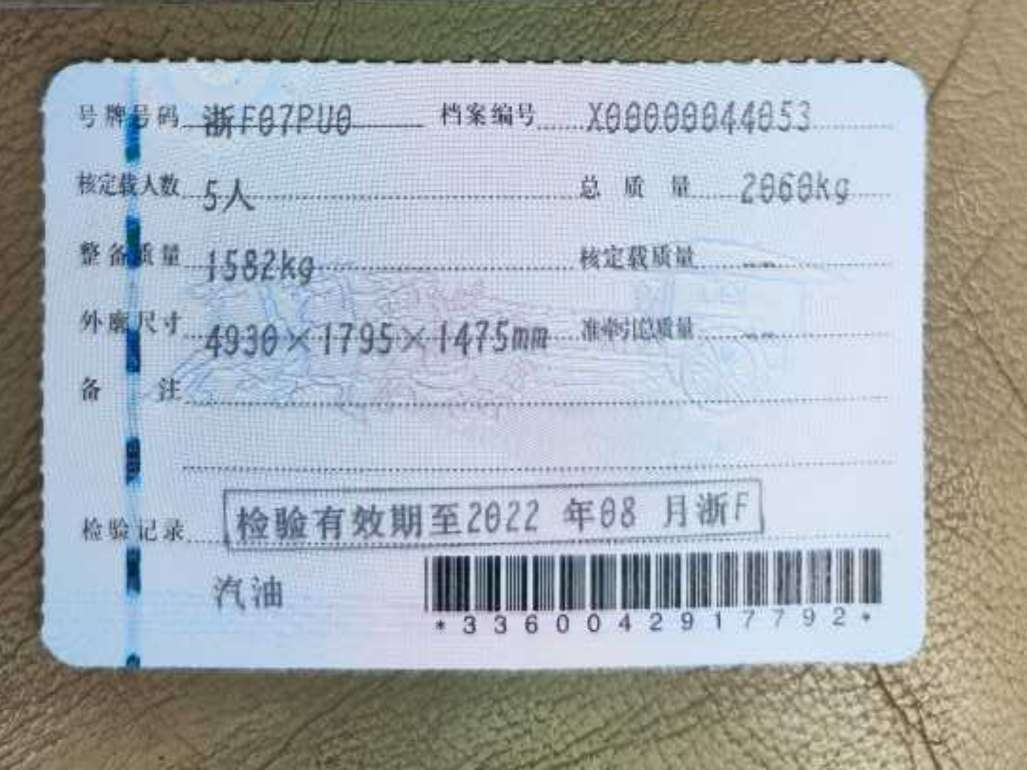 号牌号码 浙F07PU0 档案编号 X00000044053
核定载人数 5人 总质量 2060kg
整备质量 1582kg 核定载质量 --
外廓尺寸 4930×1795×1475mm 准牵引总质量 --
备注
检验记录 检验有效期至2022 年08 月浙F
汽油
*3360042917792*